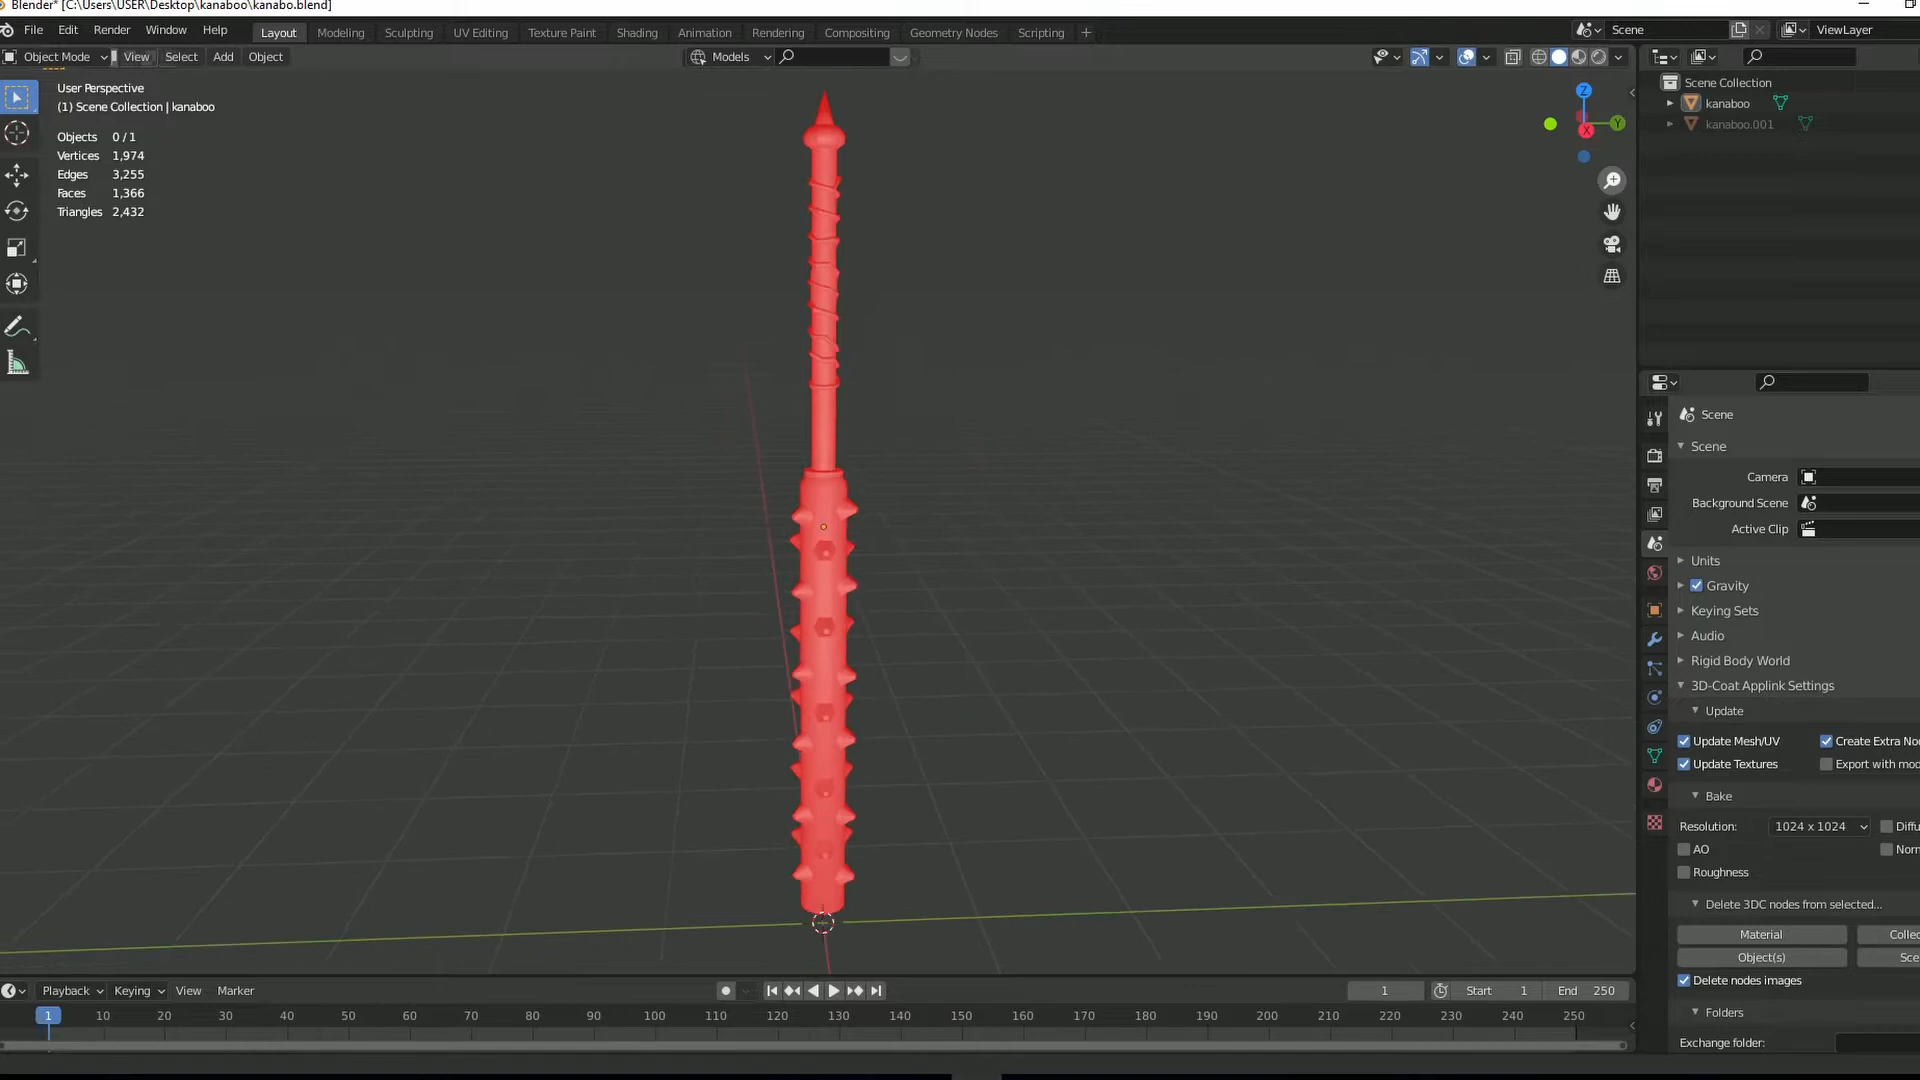 Blender* [C:\Users\USER\Desktop\kanaboo\kanabo.blend]
File Edit Render Window Help Layout Modeling Sculpting UV Editing Texture Paint Shading Animation Rendering Compositing Geometry Nodes Scripting + Scene ViewLayer
Object Mode View Select Add Object Models
User Perspective
(1) Scene Collection | kanaboo
Objects 0 / 1
Vertices 1,974
Edges 3,255
Faces 1,366
Triangles 2,432
Z
Y
X
Scene Collection
kanaboo
kanaboo.001
Scene
Scene
Camera
Background Scene
Active Clip
Units
Gravity
Keying Sets
Audio
Rigid Body World
3D-Coat Applink Settings
Update
Update Mesh/UV Create Extra No
Update Textures Export with mod
Bake
Resolution: 1024 x 1024 Diffu
AO Norn
Roughness
Delete 3DC nodes from selected...
Material Collec
Object(s) Sce
Delete nodes images
Folders
Exchange folder:
Playback Keying View Marker 1 Start 1 End 250
1 10 20 30 40 50 60 70 80 90 100 110 120 130 140 150 160 170 180 190 200 210 220 230 240 250